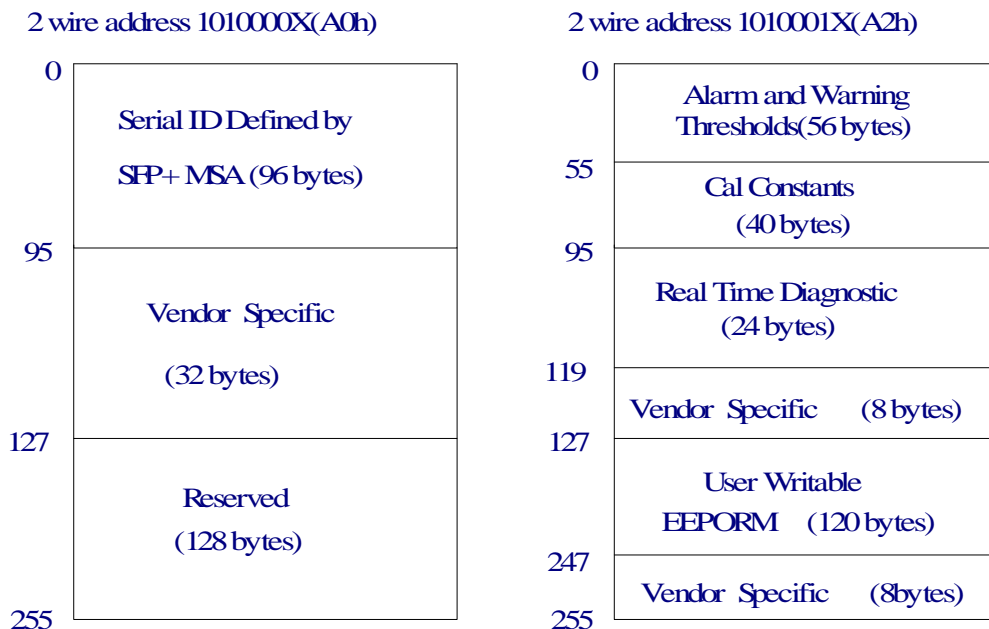 2 wire address 1010000X(A0h)
0
Serial ID Defined by
SFP+ MSA (96 bytes)
95
Vendor Specific
(32 bytes)
127
Reserved
(128 bytes)
255
2 wire address 1010001X(A2h)
0
Alarm and Warning
Thresholds(56 bytes)
55
Cal Constants
(40 bytes)
95
Real Time Diagnostic
(24 bytes)
119
Vendor Specific (8 bytes)
127
User Writable
EEPORM (120 bytes)
247
Vendor Specific (8bytes)
255